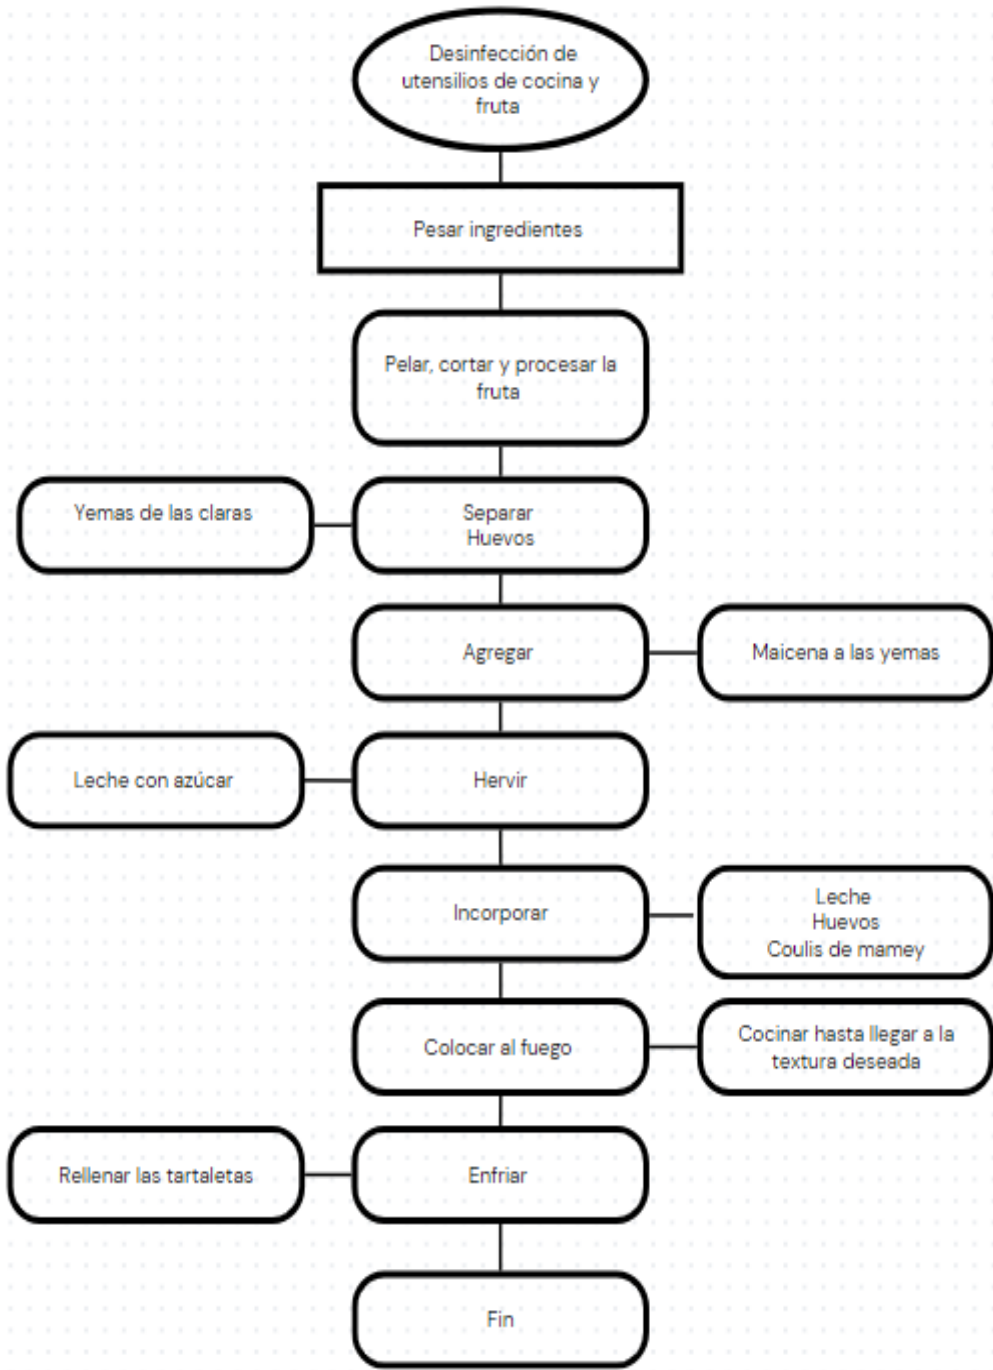 Desinfección de
utensilios de cocina y
fruta
Pesar ingredientes
Pelar, cortar y procesar la
fruta
Yemas de las claras
Separar
Huevos
Agregar
Maicena a las yemas
Leche con azúcar
Hervir
Incorporar
Leche
Huevos
Coulis de mamey
Colocar al fuego
Cocinar hasta llegar a la
textura deseada
Rellenar las tartaletas
Enfriar
Fin